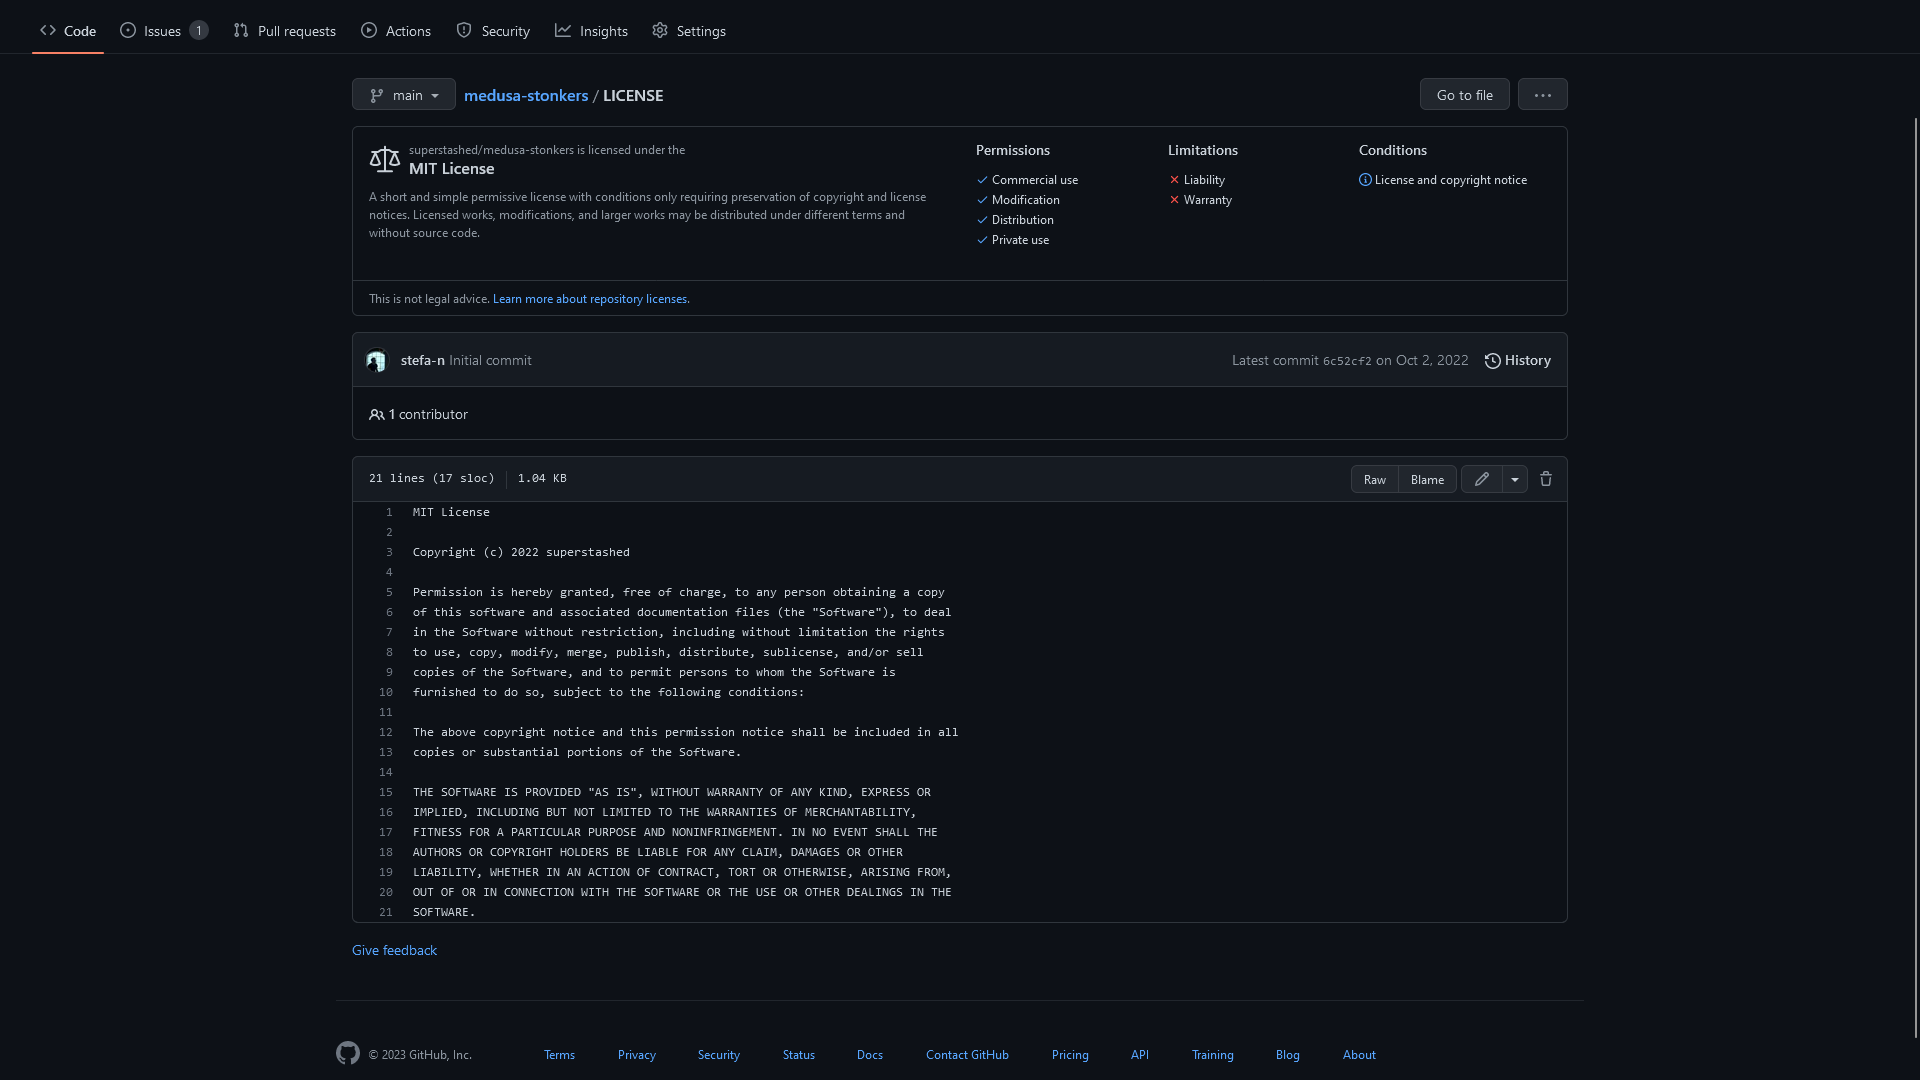 Code Issues 1 Pull requests Actions Security Insights Settings
main medusa-stonkers / LICENSE Go to file ...
superstashed/medusa-stonkers is licensed under the
MIT License
A short and simple permissive license with conditions only requiring preservation of copyright and license
notices. Licensed works, modifications, and larger works may be distributed under different terms and
without source code.
Permissions
Commercial use
Modification
Distribution
Private use
Limitations
Liability
Warranty
Conditions
License and copyright notice
This is not legal advice. Learn more about repository licenses.
stefa-n Initial commit Latest commit 6c52cf2 on Oct 2, 2022 History
1 contributor
21 lines (17 sloc) 1.04 KB Raw Blame
1 MIT License
2
3 Copyright (c) 2022 superstashed
4
5 Permission is hereby granted, free of charge, to any person obtaining a copy
6 of this software and associated documentation files (the "Software"), to deal
7 in the Software without restriction, including without limitation the rights
8 to use, copy, modify, merge, publish, distribute, sublicense, and/or sell
9 copies of the Software, and to permit persons to whom the Software is
10 furnished to do so, subject to the following conditions:
11
12 The above copyright notice and this permission notice shall be included in all
13 copies or substantial portions of the Software.
14
15 THE SOFTWARE IS PROVIDED "AS IS", WITHOUT WARRANTY OF ANY KIND, EXPRESS OR
16 IMPLIED, INCLUDING BUT NOT LIMITED TO THE WARRANTIES OF MERCHANTABILITY,
17 FITNESS FOR A PARTICULAR PURPOSE AND NONINFRINGEMENT. IN NO EVENT SHALL THE
18 AUTHORS OR COPYRIGHT HOLDERS BE LIABLE FOR ANY CLAIM, DAMAGES OR OTHER
19 LIABILITY, WHETHER IN AN ACTION OF CONTRACT, TORT OR OTHERWISE, ARISING FROM,
20 OUT OF OR IN CONNECTION WITH THE SOFTWARE OR THE USE OR OTHER DEALINGS IN THE
21 SOFTWARE.
Give feedback
© 2023 GitHub, Inc. Terms Privacy Security Status Docs Contact GitHub Pricing API Training Blog About